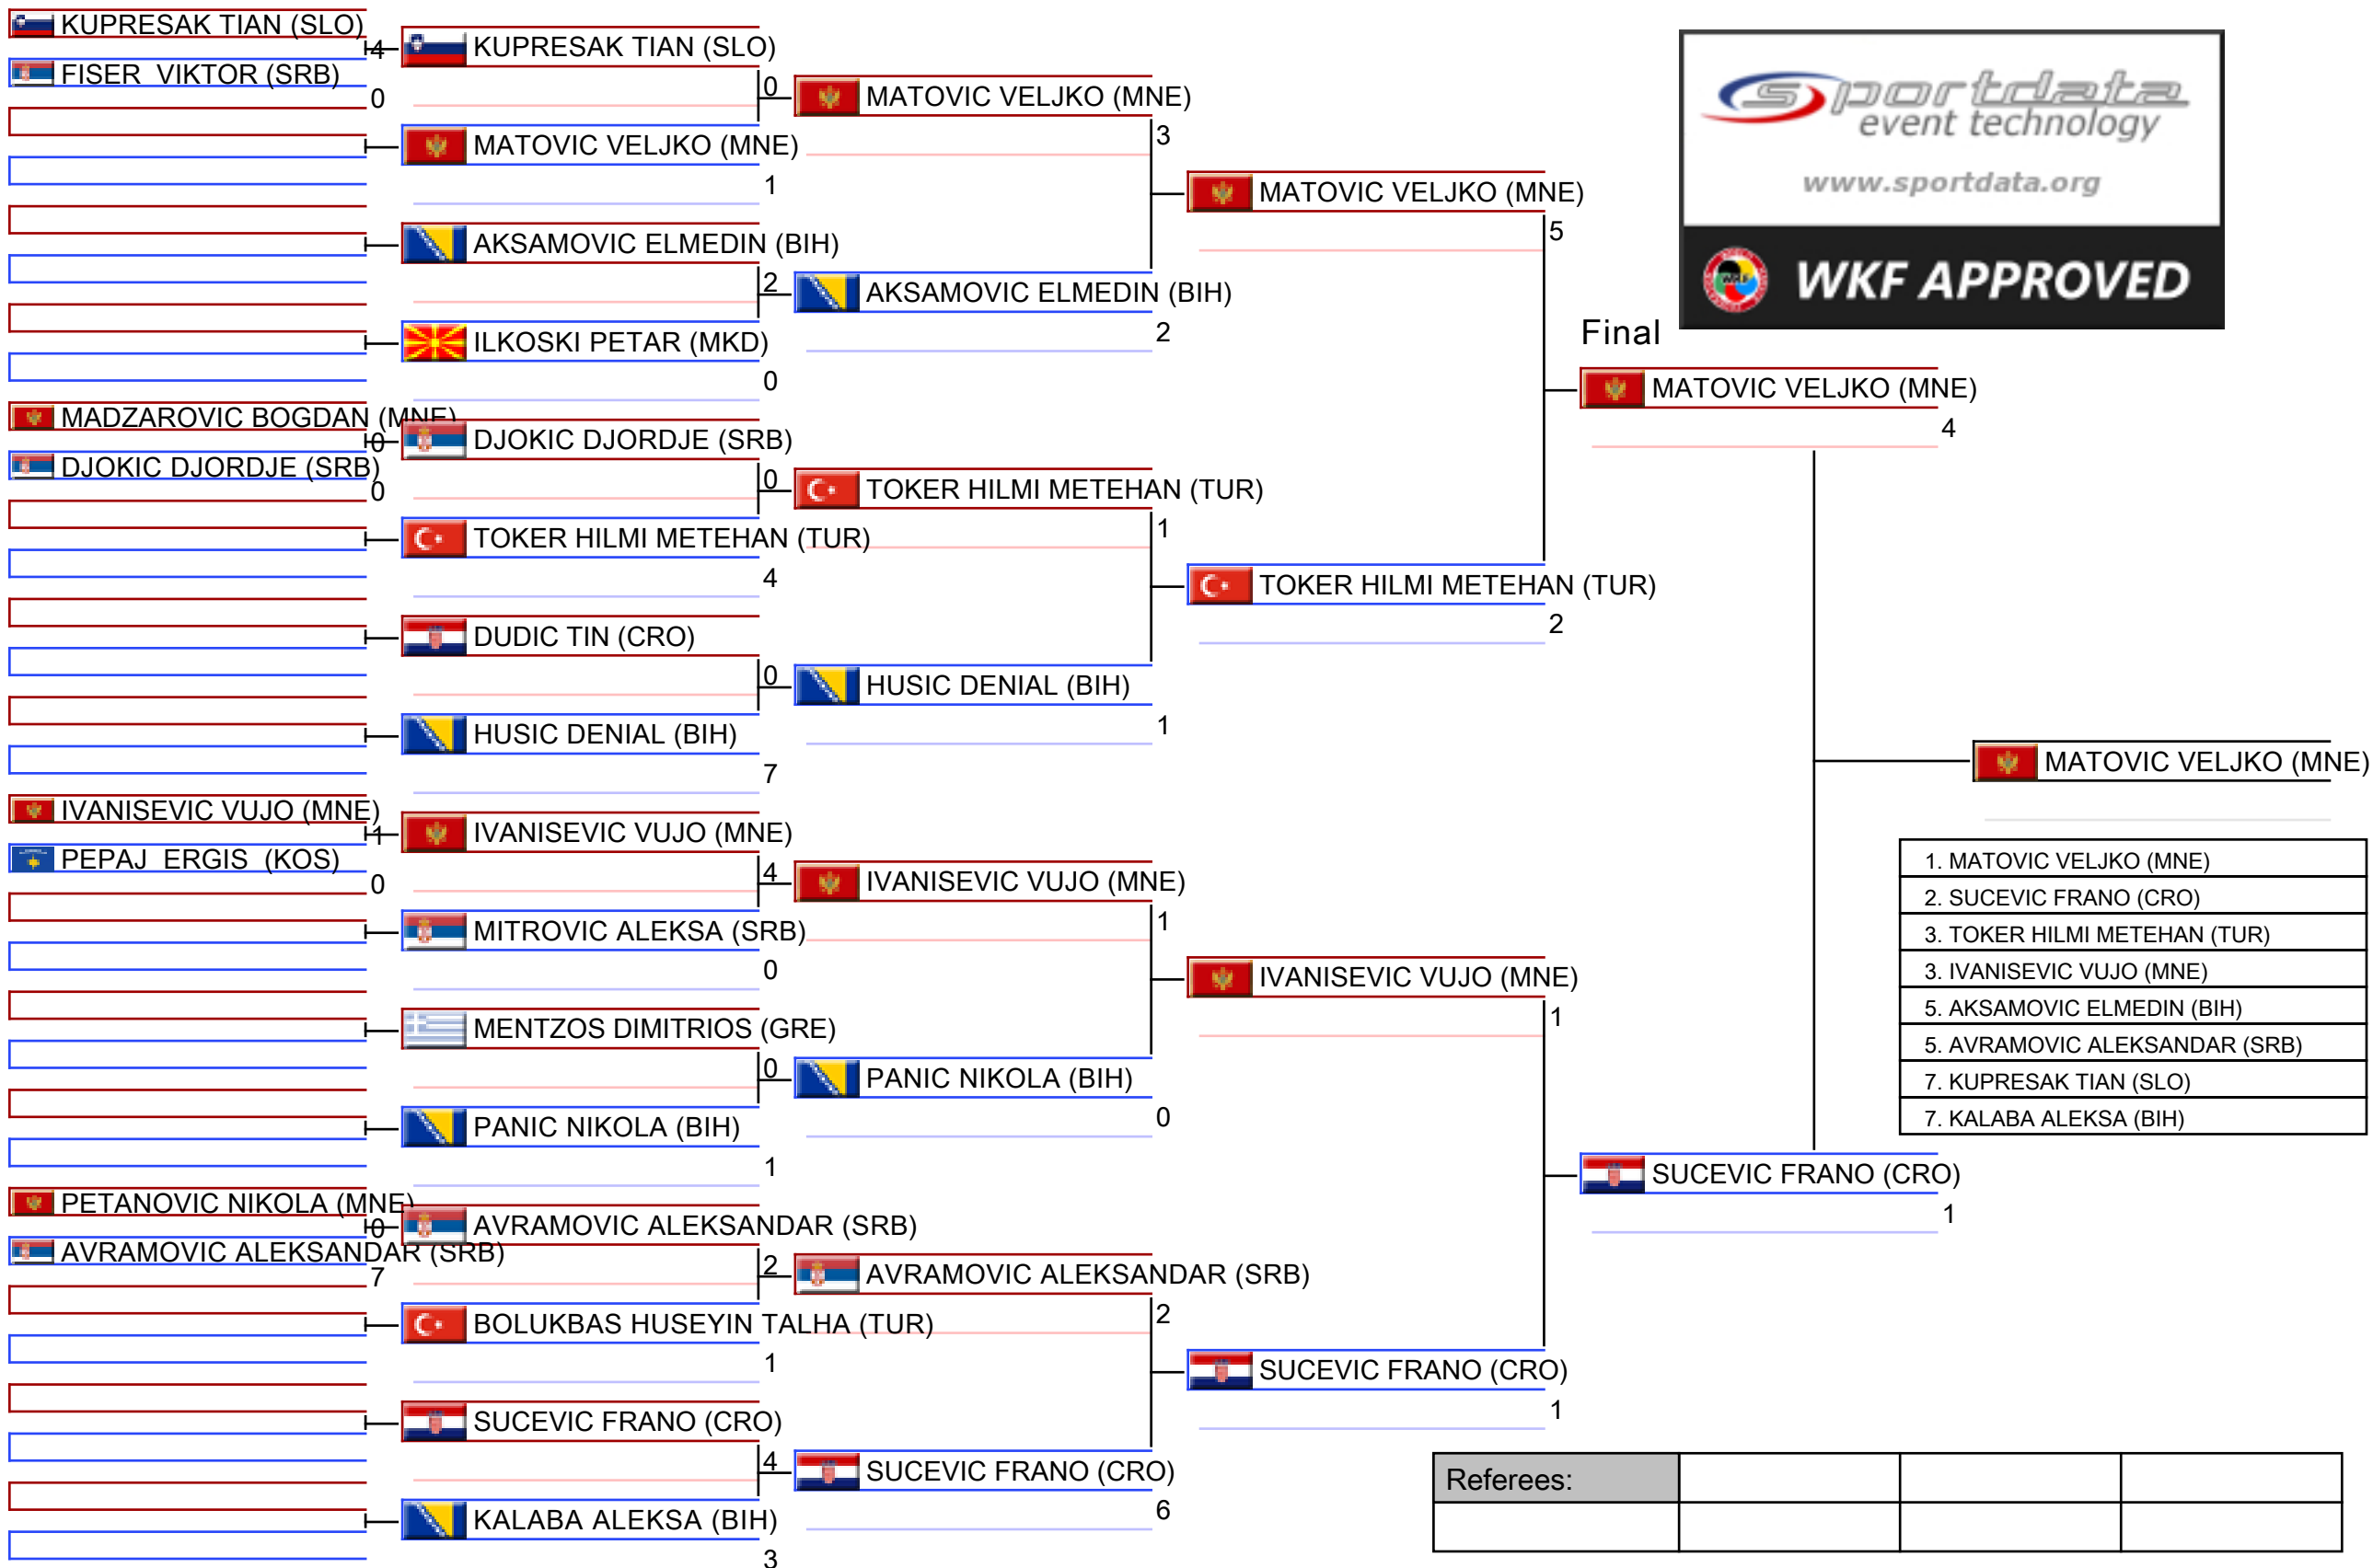 KUPRESAK TIAN (SLO)
4
FISER VIKTOR (SRB)
0
MADZAROVIC BOGDAN (MNE)
0
DJOKIC DJORDJE (SRB)
0
IVANISEVIC VUJO (MNE)
1
PEPAJ ERGIS (KOS)
0
PETANOVIC NIKOLA (MNE)
0
AVRAMOVIC ALEKSANDAR (SRB)
7
KUPRESAK TIAN (SLO)
0
MATOVIC VELJKO (MNE)
1
AKSAMOVIC ELMEDIN (BIH)
2
ILKOSKI PETAR (MKD)
0
DJOKIC DJORDJE (SRB)
0
TOKER HILMI METEHAN (TUR)
4
DUDIC TIN (CRO)
0
HUSIC DENIAL (BIH)
7
IVANISEVIC VUJO (MNE)
4
MITROVIC ALEKSA (SRB)
0
MENTZOS DIMITRIOS (GRE)
0
PANIC NIKOLA (BIH)
1
AVRAMOVIC ALEKSANDAR (SRB)
2
BOLUKBAS HUSEYIN TALHA (TUR)
1
SUCEVIC FRANO (CRO)
4
KALABA ALEKSA (BIH)
3
MATOVIC VELJKO (MNE)
3
AKSAMOVIC ELMEDIN (BIH)
2
TOKER HILMI METEHAN (TUR)
1
HUSIC DENIAL (BIH)
1
IVANISEVIC VUJO (MNE)
1
PANIC NIKOLA (BIH)
0
AVRAMOVIC ALEKSANDAR (SRB)
2
SUCEVIC FRANO (CRO)
6
MATOVIC VELJKO (MNE)
5
TOKER HILMI METEHAN (TUR)
2
IVANISEVIC VUJO (MNE)
1
SUCEVIC FRANO (CRO)
1
Final
MATOVIC VELJKO (MNE)
4
SUCEVIC FRANO (CRO)
1
sportdata
event technology
www.sportdata.org
WKF
WKF APPROVED
MATOVIC VELJKO (MNE)
1. MATOVIC VELJKO (MNE)
2. SUCEVIC FRANO (CRO)
3. TOKER HILMI METEHAN (TUR)
3. IVANISEVIC VUJO (MNE)
5. AKSAMOVIC ELMEDIN (BIH)
5. AVRAMOVIC ALEKSANDAR (SRB)
7. KUPRESAK TIAN (SLO)
7. KALABA ALEKSA (BIH)
Referees: